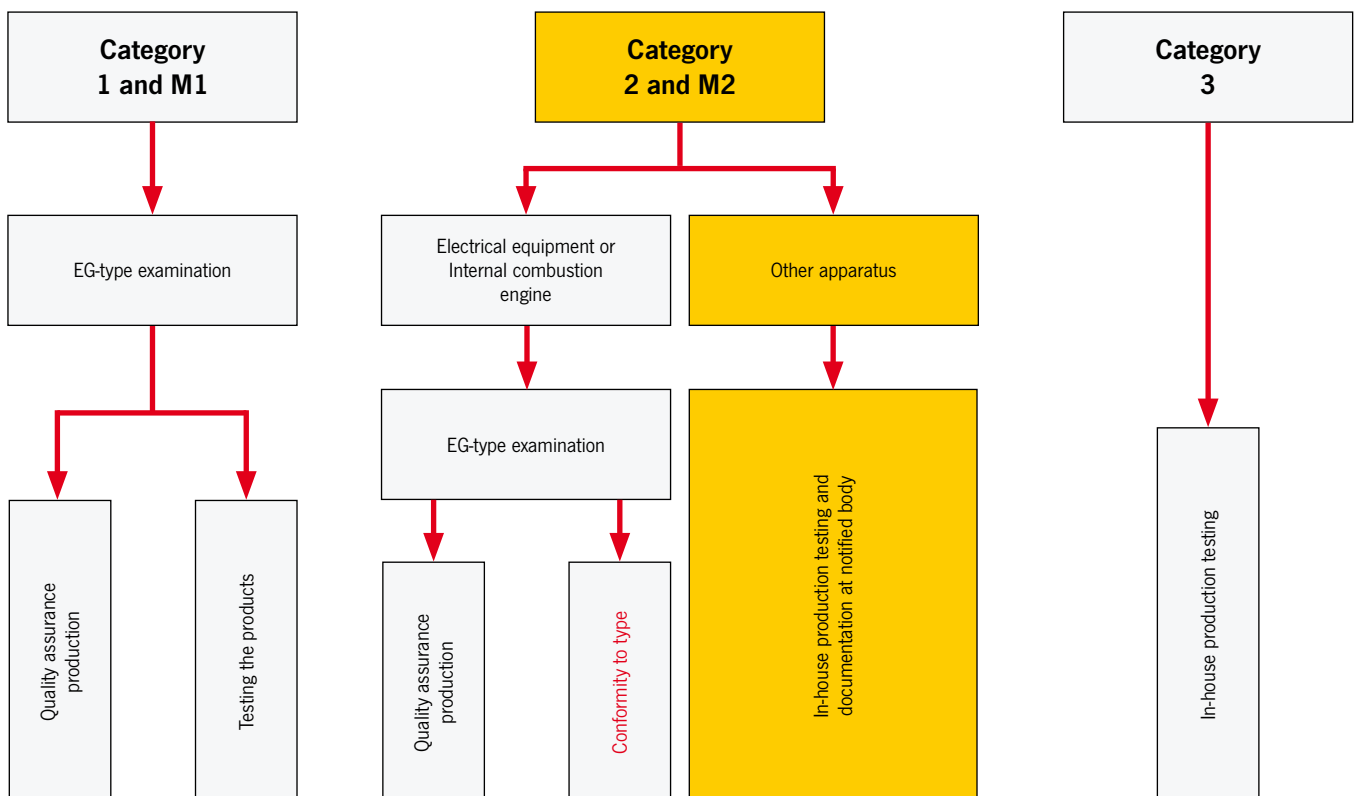 Category
1 and M1
Category
2 and M2
Category
3
EG-type examination
Electrical equipment or
Internal combustion
engine
Other apparatus
EG-type examination
Quality assurance
production
Testing the products
Quality assurance
production
Conformity to type
In-house production testing and
documentation at notified body
In-house production testing